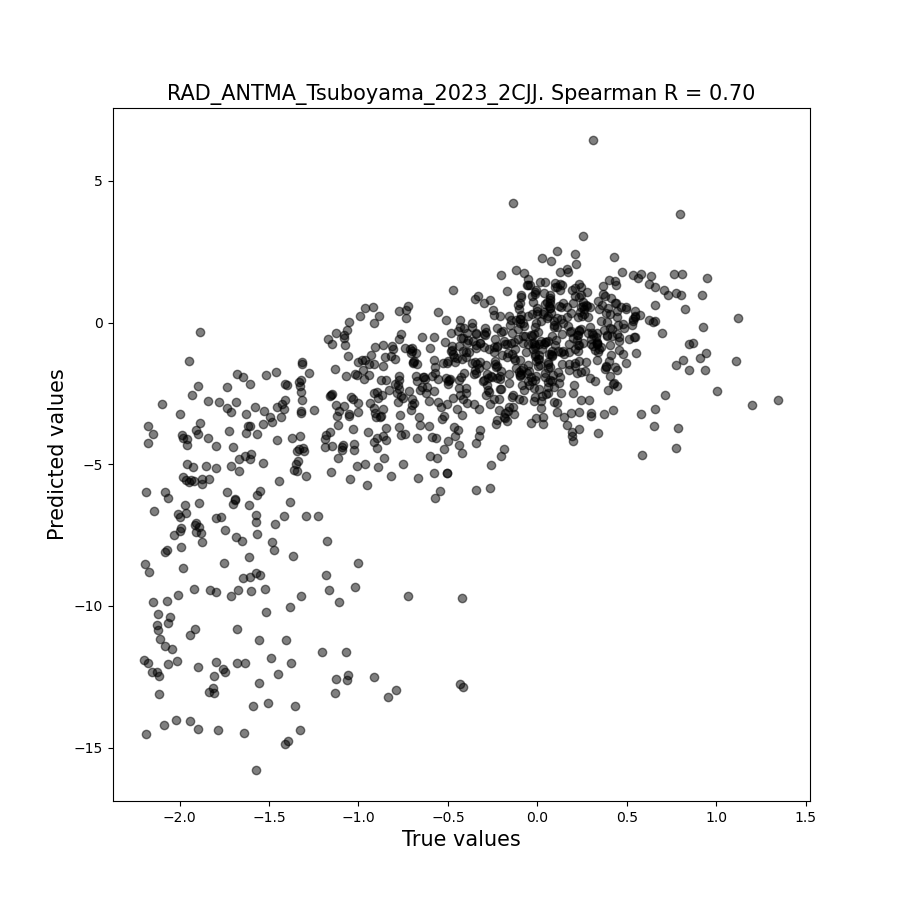 RAD_ANTMA_Tsuboyama_2023_2CJJ. Spearman R = 0.70
5
0
−5
−10
−15
Predicted values
−2.0 −1.5 −1.0 −0.5 0.0 0.5 1.0 1.5
True values